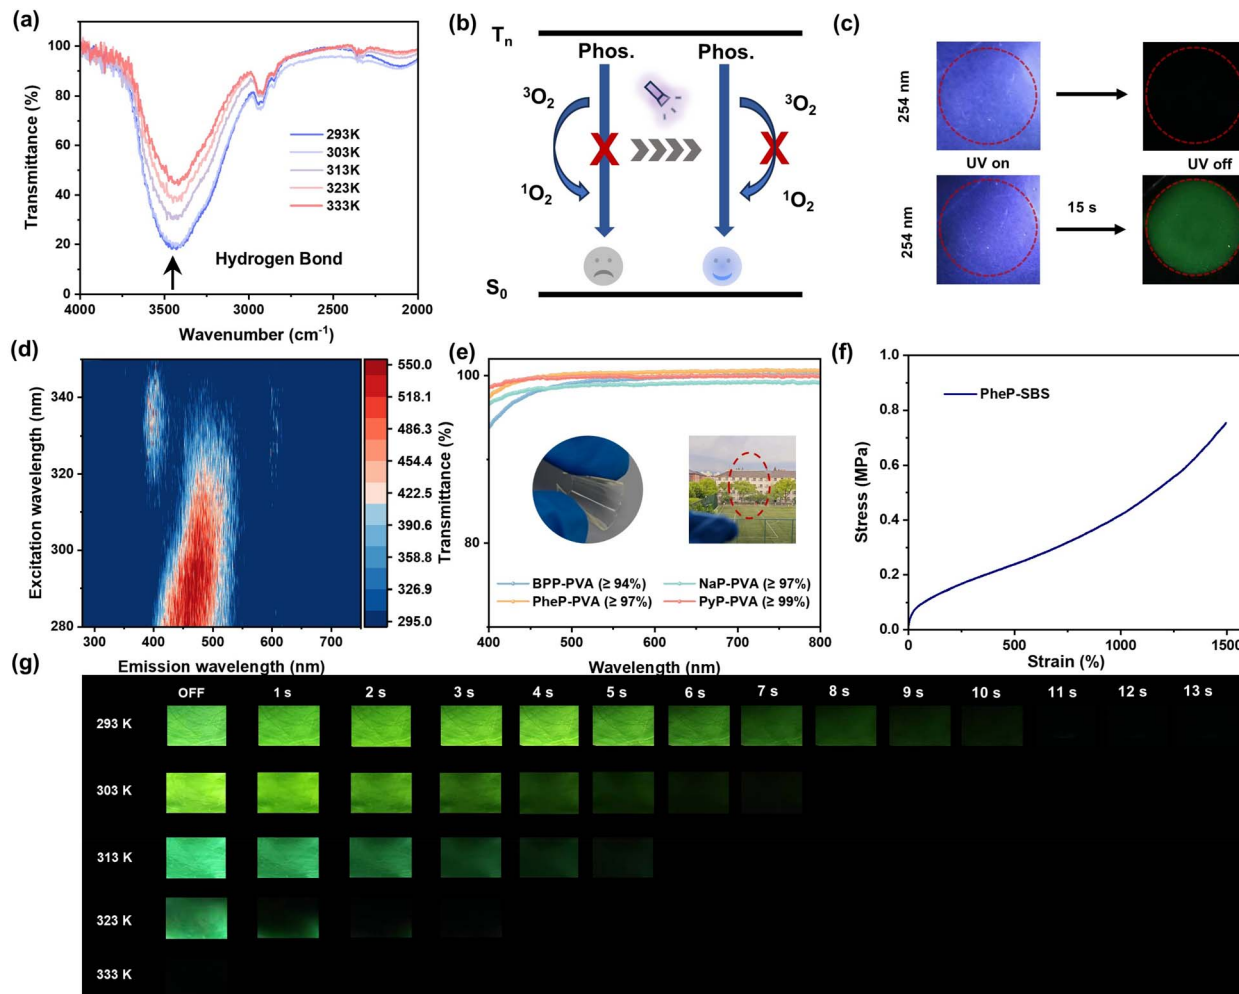 (a)
100
80
60
40
20
0
Transmittance (%)
293K
303K
313K
323K
333K
Hydrogen Bond
4000
3500
3000
2500
2000
Wavenumber (cm⁻¹)
(b)
Tₙ
Phos.
Phos.
³O₂
³O₂
X
X
¹O₂
¹O₂
S₀
(c)
254 nm
UV on
UV off
254 nm
15 s
(d)
Excitation wavelength (nm)
340
320
300
280
300
400
500
600
700
Emission wavelength (nm)
550.0
518.1
486.3
454.4
422.5
290.6
358.8
326.9
295.0
(e)
Transmittance (%)
100
80
BPP-PVA (≥ 94%)
NaP-PVA (≥ 97%)
PheP-PVA (≥ 97%)
PyP-PVA (≥ 99%)
400
500
600
700
800
Wavelength (nm)
(f)
Stress (MPa)
1.0
0.8
0.6
0.4
0.2
0.0
PheP-SBS
0
500
1000
1500
Strain (%)
(g)
OFF 1 s 2 s 3 s 4 s 5 s 6 s 7 s 8 s 9 s 10 s 11 s 12 s 13 s
293 K
303 K
313 K
323 K
333 K